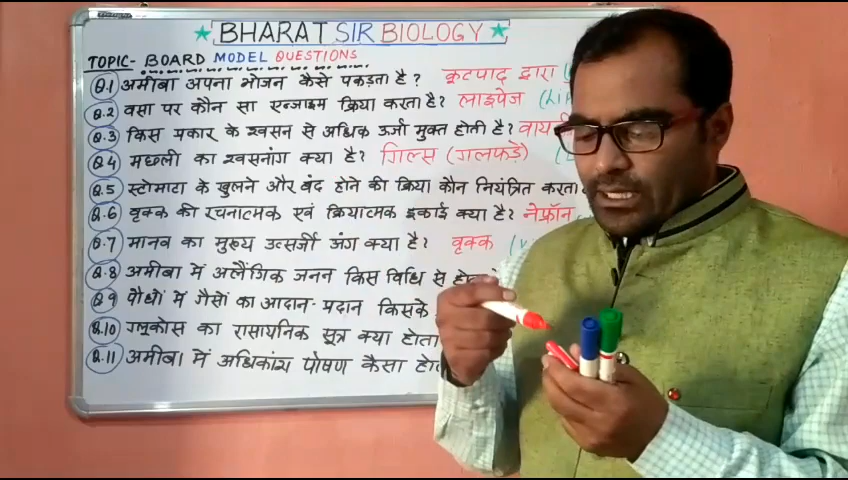 ★ BHARAT SIR BIOLOGY ★
TOPIC- BOARD MODEL QUESTIONS
Q.1 अमीबा अपना भोजन कैसे पकड़ता है? कूटपाद द्वारा
Q.2 वसा पर कौन सा एन्जाइम क्रिया करता है? लाइपेज
Q.3 किस प्रकार के श्वसन से अधिक ऊर्जा मुक्त होती है?
Q.4 मछली का श्वसनांग क्या है? गिल्स (गलफड़े)
Q.5 स्टोमाटा के खुलने और बंद होने की क्रिया कौन नियंत्रित करता
Q.6 वृक्क की रचनात्मक एवं क्रियात्मक इकाई क्या है? नेफ्रॉन
Q.7 मानव का मुख्य उत्सर्जी अंग क्या है? वृक्क
Q.8 अमीबा में अलैंगिक जनन किस विधि से
Q.9 पौधों में गैसों का आदान-प्रदान किसके
Q.10 ग्लूकोस का रासायनिक सूत्र क्या होता
Q.11 अमीबा में अधिकांश पोषण कैसा